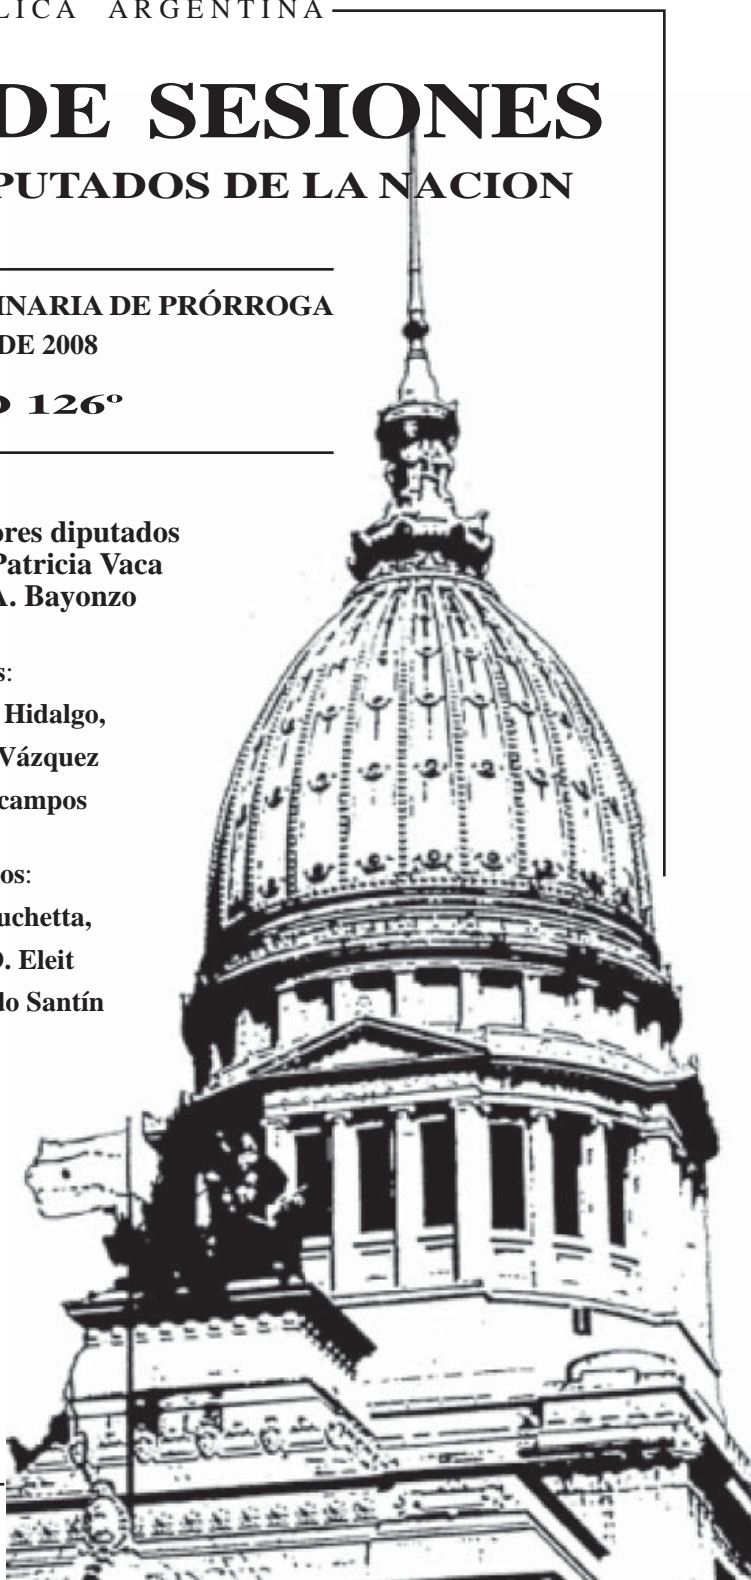 LICA ARGENTINA
DE SESIONES
PUTADOS DE LA NACION
INARIA DE PRÓRROGA
DE 2008
O 126º
ores diputados
Patricia Vaca
A. Bayonzo
s:
Hidalgo,
Vázquez
campos
os:
uchetta,
D. Eleit
do Santín